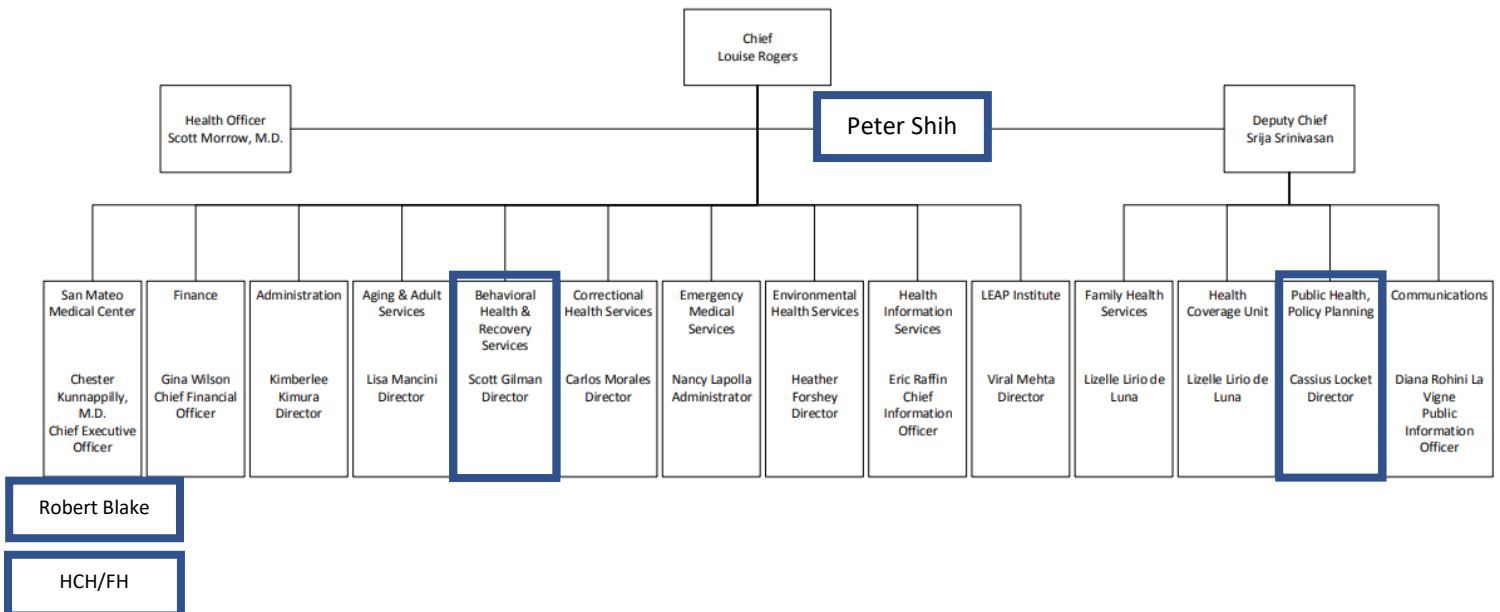 Chief
Louise Rogers
Health Officer
Scott Morrow, M.D.
Peter Shih
Deputy Chief
Srija Srinivasan
San Mateo
Medical Center
Chester
Kunnappilly,
M.D.
Chief Executive
Officer
Finance
Gina Wilson
Chief Financial
Officer
Administration
Kimberlee
Kimura
Director
Aging & Adult
Services
Lisa Mancini
Director
Behavioral
Health &
Recovery
Services
Scott Gilman
Director
Correctional
Health Services
Carlos Morales
Director
Emergency
Medical
Services
Nancy Lapolla
Administrator
Environmental
Health Services
Heather
Forshey
Director
Health
Information
Services
Eric Raffin
Chief
Information
Officer
LEAP Institute
Viral Mehta
Director
Family Health
Services
Lizelle Lirio de
Luna
Health
Coverage Unit
Lizelle Lirio de
Luna
Public Health,
Policy Planning
Cassius Locket
Director
Communications
Diana Rohini La
Vigne
Public
Information
Officer
Robert Blake
HCH/FH